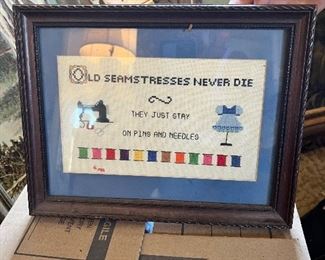 OLD SEAMSTRESSES NEVER DIE
THEY JUST STAY
ON PINS AND NEEDLES